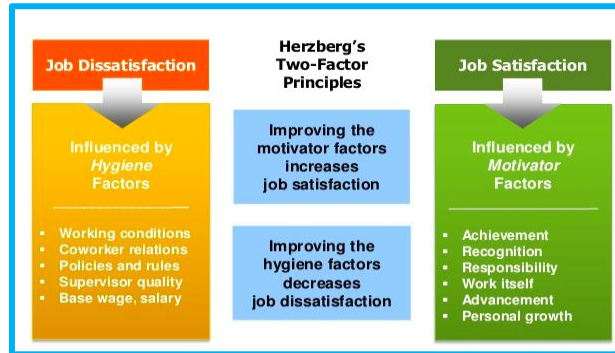 Job Dissatisfaction
Influenced by
Hygiene
Factors
▪ Working conditions
▪ Coworker relations
▪ Policies and rules
▪ Supervisor quality
▪ Base wage, salary
Herzberg's
Two-Factor
Principles
Improving the
motivator factors
increases
job satisfaction
Improving the
hygiene factors
decreases
job dissatisfaction
Job Satisfaction
Influenced by
Motivator
Factors
▪ Achievement
▪ Recognition
▪ Responsibility
▪ Work itself
▪ Advancement
▪ Personal growth